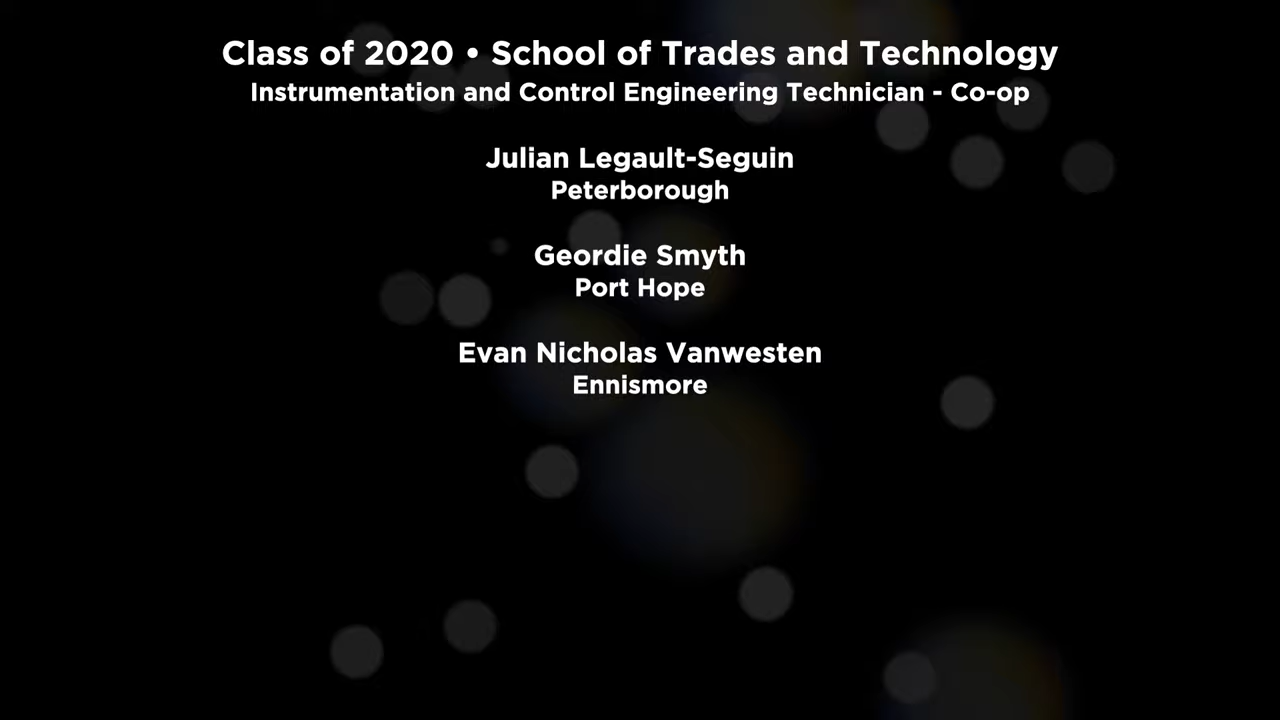 Class of 2020 • School of Trades and Technology
Instrumentation and Control Engineering Technician - Co-op
Julian Legault-Seguin
Peterborough
Geordie Smyth
Port Hope
Evan Nicholas Vanwesten
Ennismore